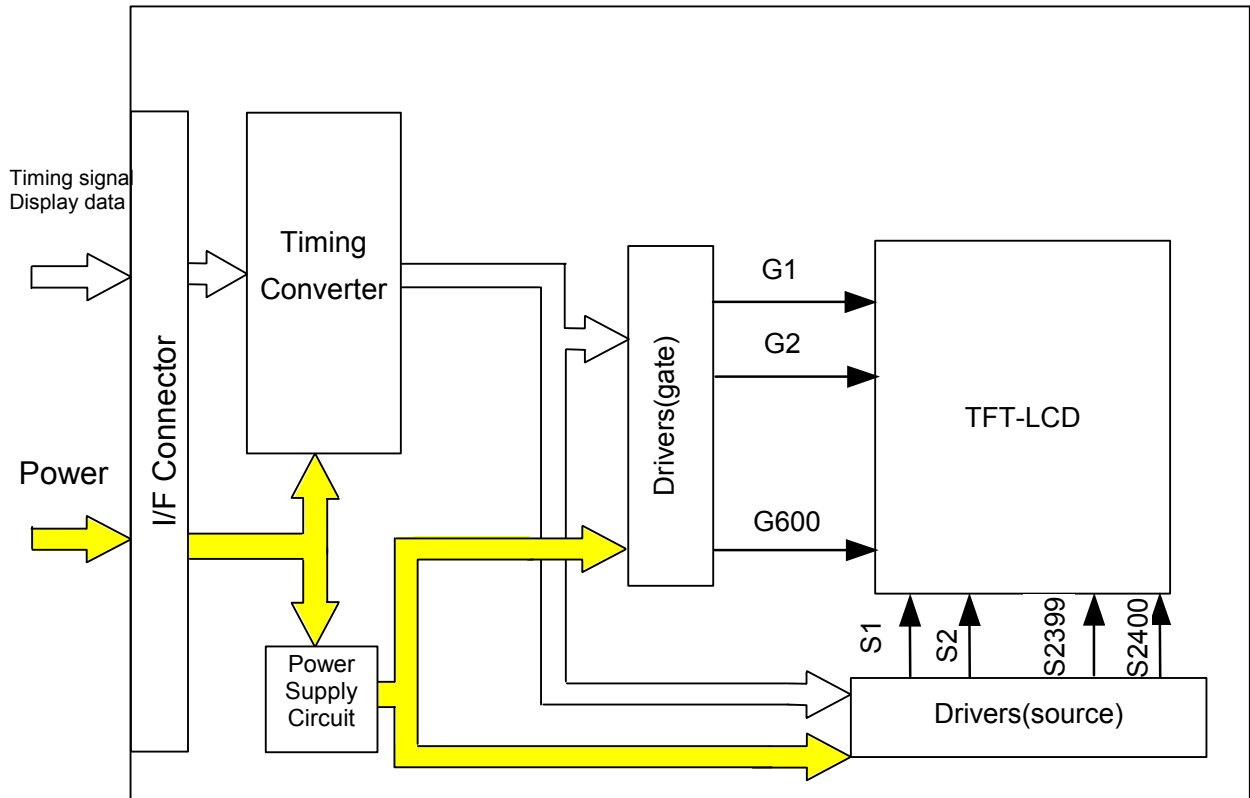 Timing signal
Display data
Power
I/F Connector
Timing
Converter
Power
Supply
Circuit
Drivers(gate)
G1
G2
G600
TFT-LCD
S1
S2
S2399
S2400
Drivers(source)